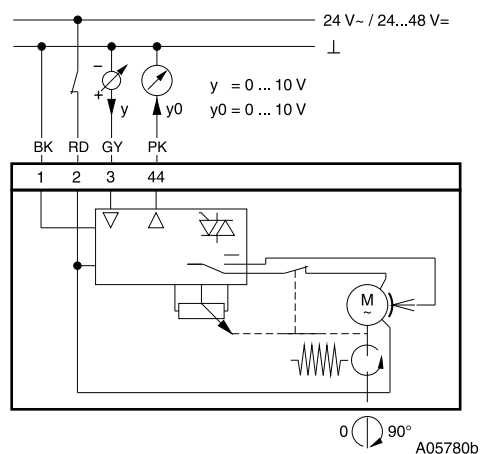 24 V~ / 24...48 V=
⊥
−
+
y
y0
y = 0 ... 10 V
y0 = 0 ... 10 V
BK RD GY PK
1 2 3 44
M
~
0 90°
A05780b